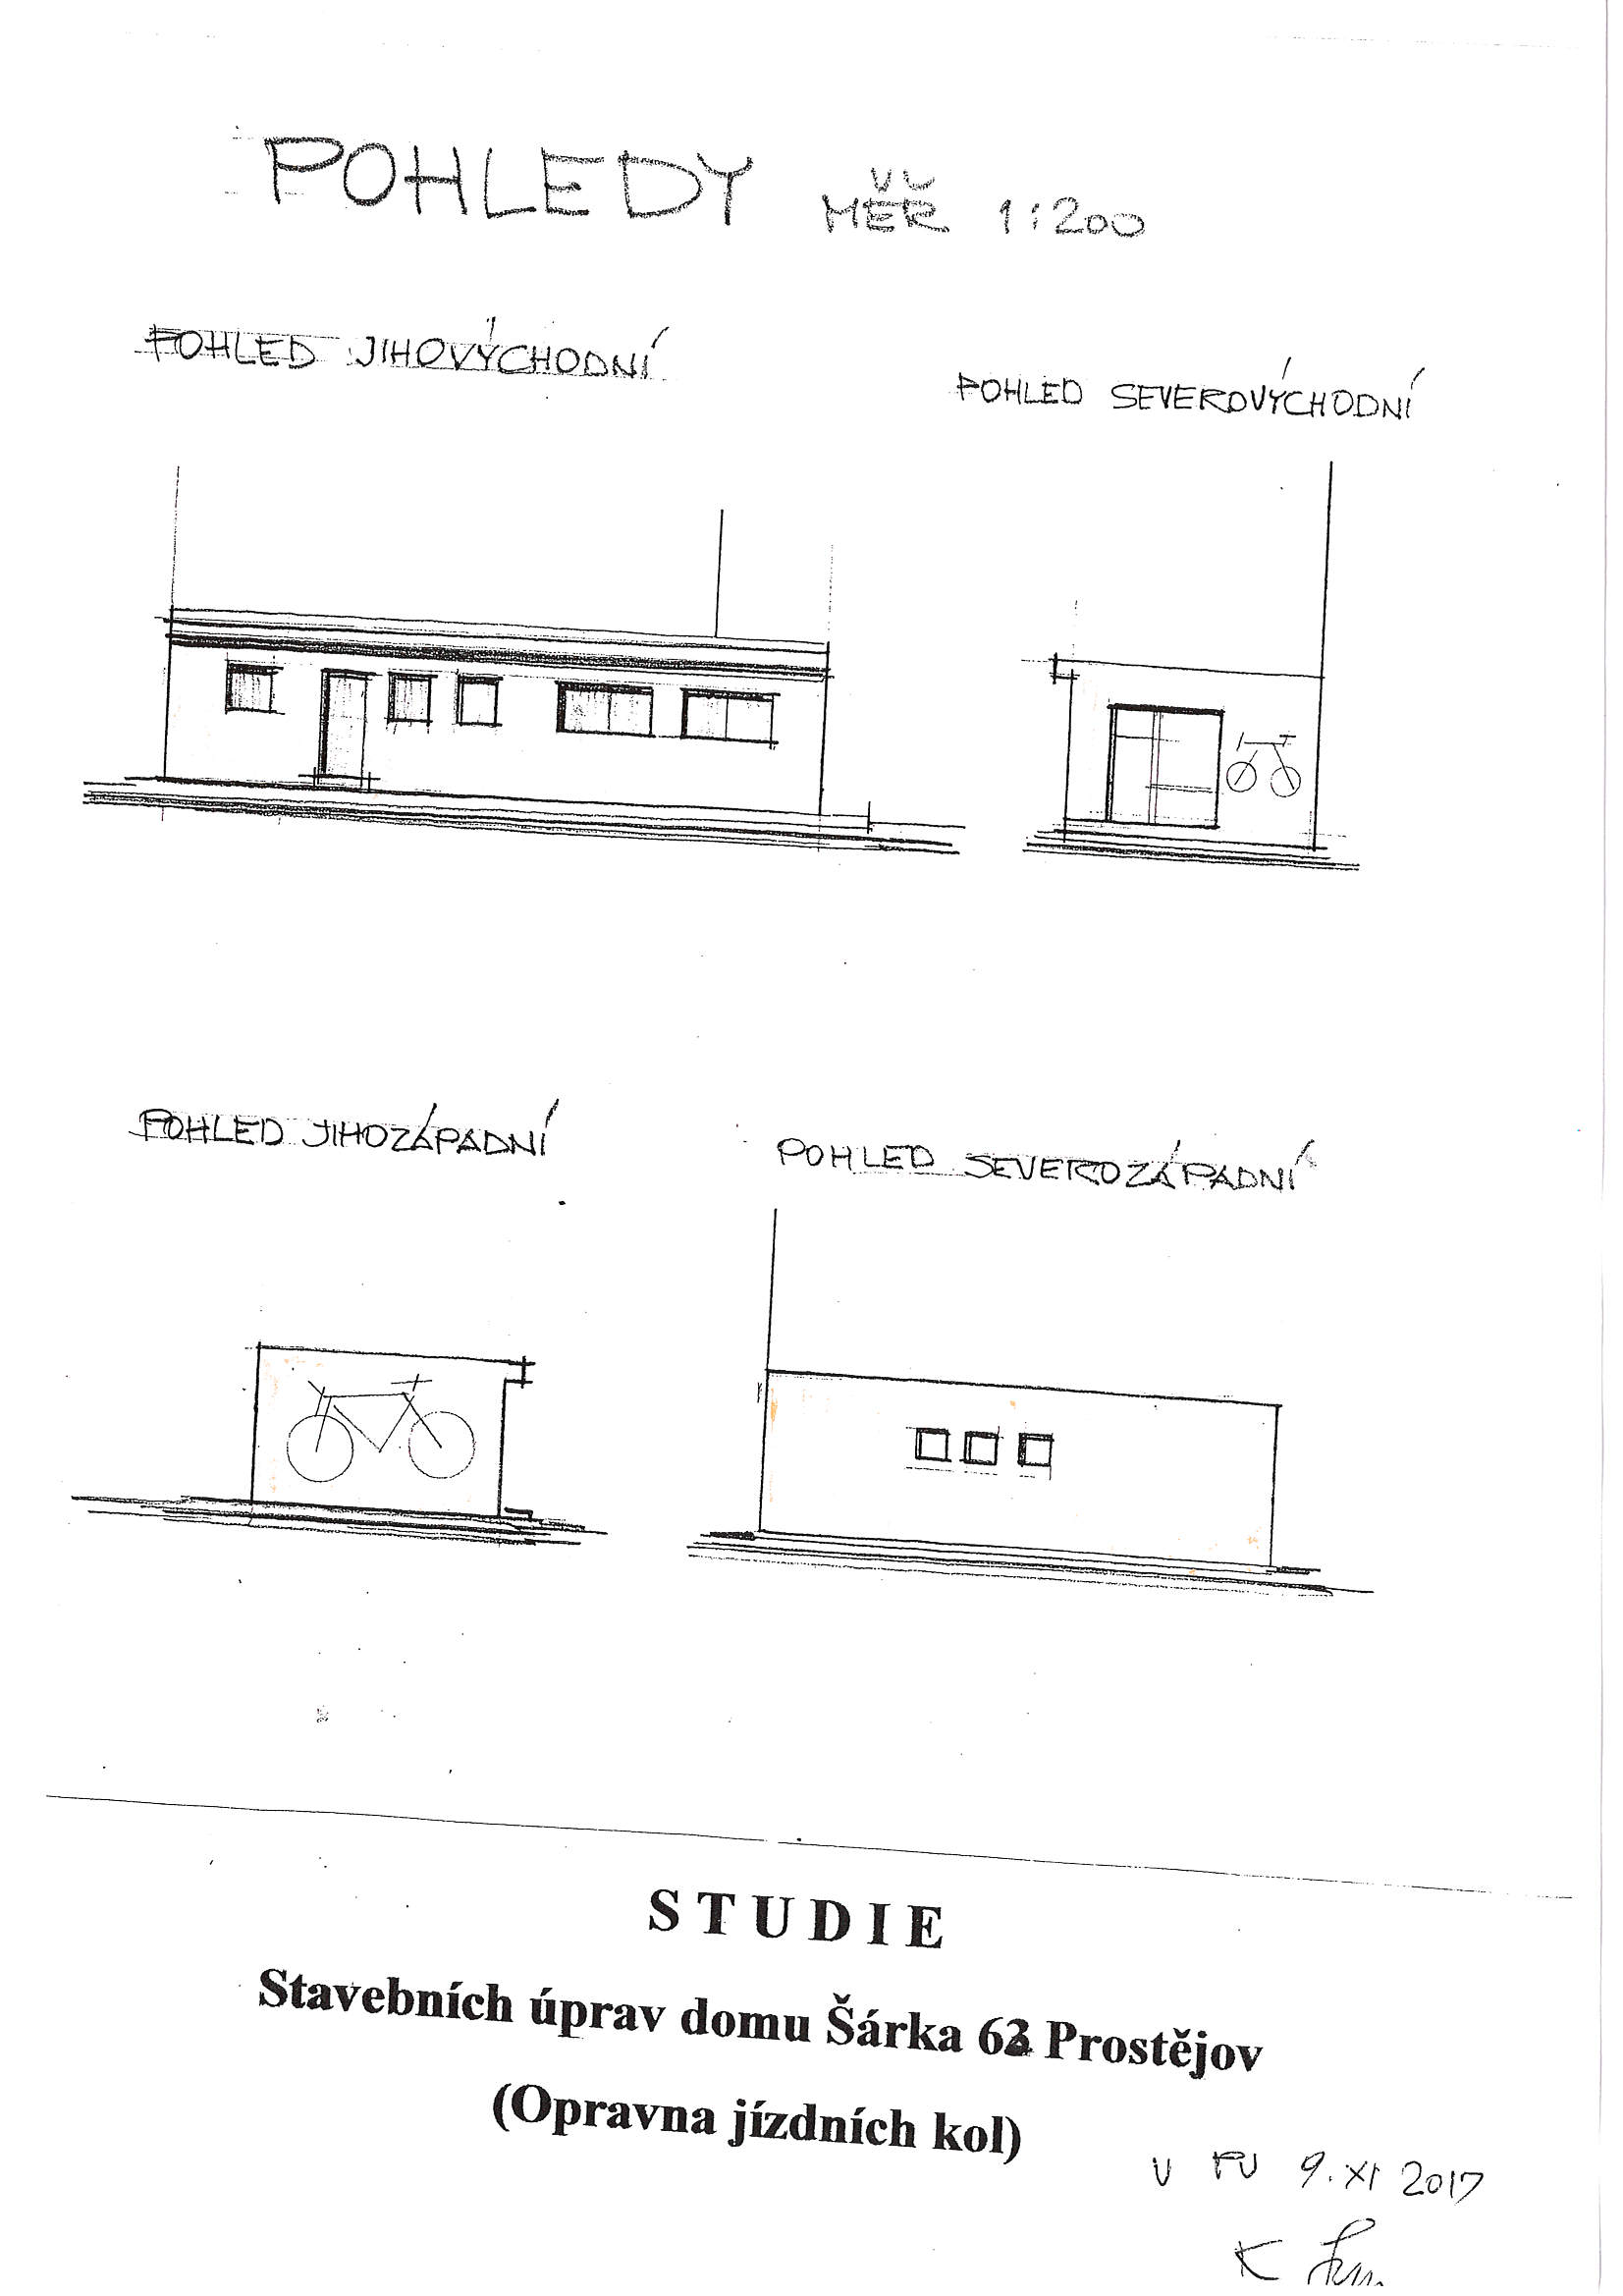 POHLEDY MĚŘ 1:200
POHLED JIHOVÝCHODNÍ
POHLED SEVEROVÝCHODNÍ
POHLED JIHOZÁPADNÍ
POHLED SEVEROZÁPADNÍ
STUDIE
Stavebních úprav domu Šárka 62 Prostějov
(Opravna jízdních kol)
V PV 9. XI 2017
K